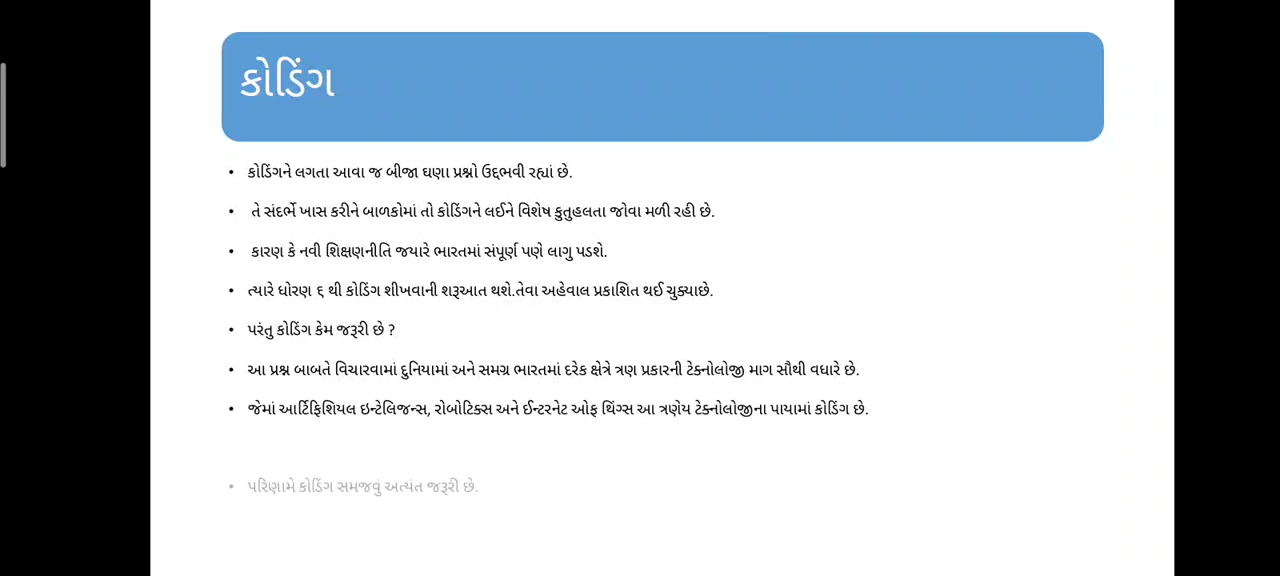 કોડિંગ
• કોડિંગને લગતા આવા જ બીજા ઘણા પ્રશ્નો ઉદ્દભવી રહ્યાં છે.
• તે સંદર્ભે ખાસ કરીને બાળકોમાં તો કોડિંગને લઈને વિશેષ કુતુહલતા જોવા મળી રહી છે.
• કારણ કે નવી શિક્ષણનીતિ જયારે ભારતમાં સંપૂર્ણ પણે લાગુ પડશે.
• ત્યારે ધોરણ ૬ થી કોડિંગ શીખવાની શરૂઆત થશે.તેવા અહેવાલ પ્રકાશિત થઈ ચુક્યાછે.
• પરંતુ કોડિંગ કેમ જરૂરી છે ?
• આ પ્રશ્ન બાબતે વિચારવામાં દુનિયામાં અને સમગ્ર ભારતમાં દરેક ક્ષેત્રે ત્રણ પ્રકારની ટેક્નોલોજી માગ સૌથી વધારે છે.
• જેમાં આર્ટિફિશિયલ ઇન્ટેલિજન્સ, રોબોટિક્સ અને ઈન્ટરનેટ ઓફ થિંગ્સ આ ત્રણેય ટેક્નોલોજીના પાયામાં કોડિંગ છે.
• પરિણામે કોડિંગ સમજવું અત્યંત જરૂરી છે.